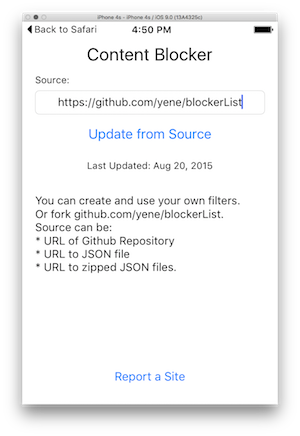 iPhone 4s - iPhone 4s / iOS 9.0 (13A4325c)
Back to Safari 4:50 PM
Content Blocker
Source:
https://github.com/yene/blockerList
Update from Source
Last Updated: Aug 20, 2015
You can create and use your own filters.
Or fork github.com/yene/blockerList.
Source can be:
* URL of Github Repository
* URL to JSON file
* URL to zipped JSON files.
Report a Site